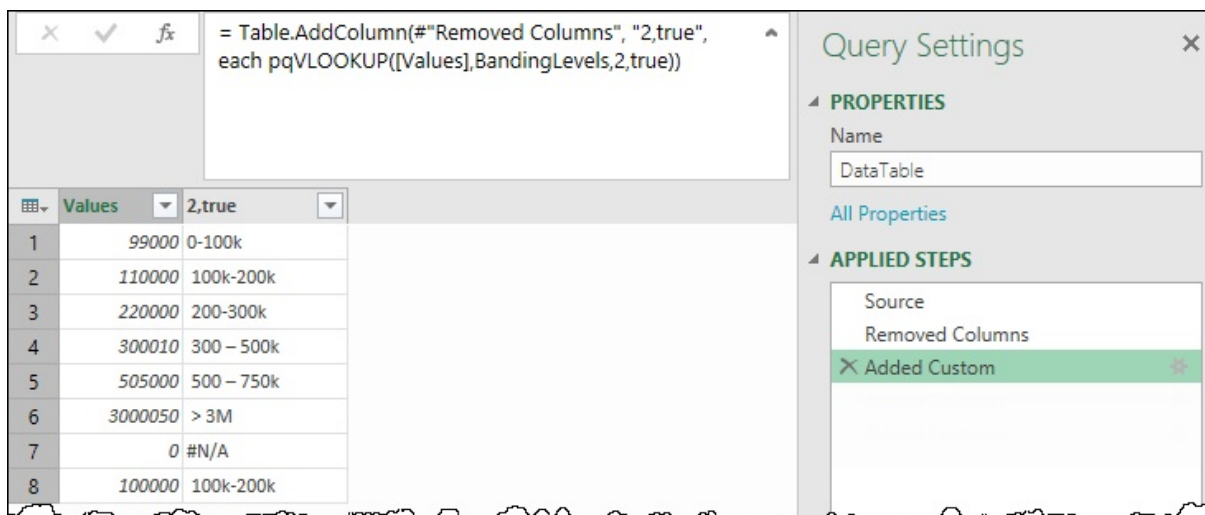 fx
= Table.AddColumn(#"Removed Columns", "2,true",
each pqVLOOKUP([Values],BandingLevels,2,true))
Values 2,true
1 99000 0-100k
2 110000 100k-200k
3 220000 200-300k
4 300010 300 – 500k
5 505000 500 – 750k
6 3000050 > 3M
7 0 #N/A
8 100000 100k-200k
Query Settings
PROPERTIES
Name
DataTable
All Properties
APPLIED STEPS
Source
Removed Columns
Added Custom